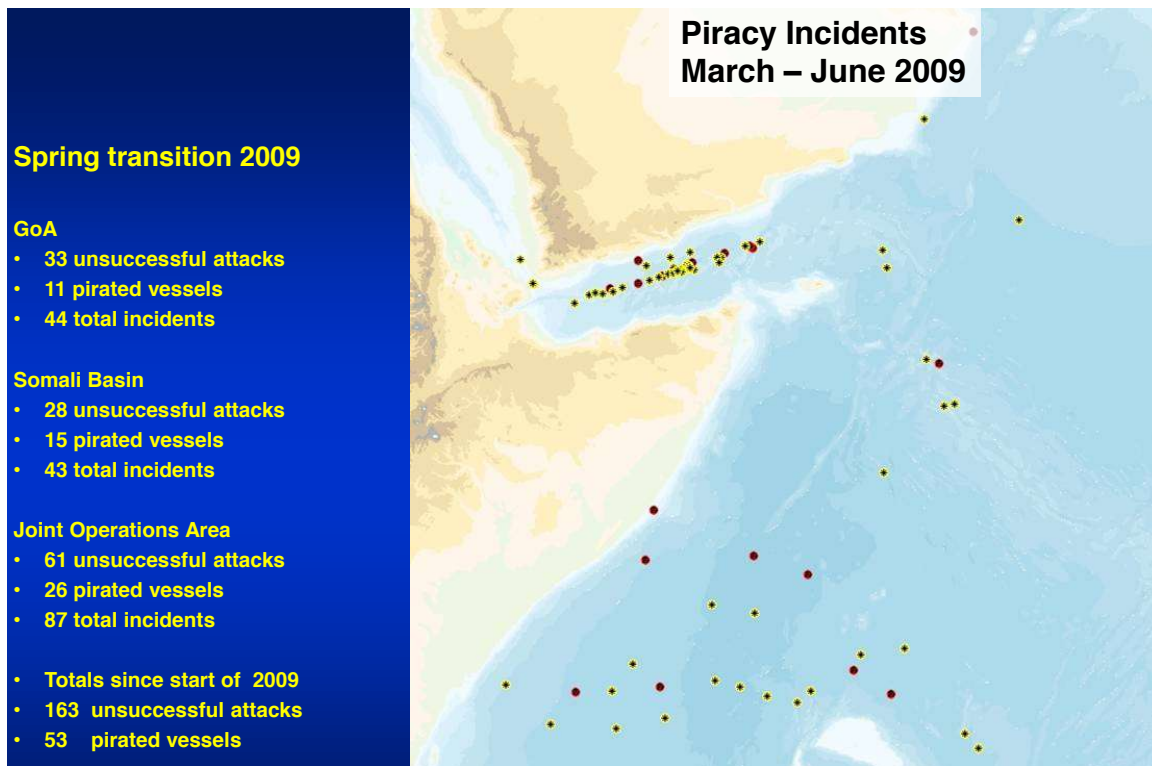 Piracy Incidents
March – June 2009
Spring transition 2009
GoA
• 33 unsuccessful attacks
• 11 pirated vessels
• 44 total incidents
Somali Basin
• 28 unsuccessful attacks
• 15 pirated vessels
• 43 total incidents
Joint Operations Area
• 61 unsuccessful attacks
• 26 pirated vessels
• 87 total incidents
• Totals since start of 2009
• 163 unsuccessful attacks
• 53 pirated vessels